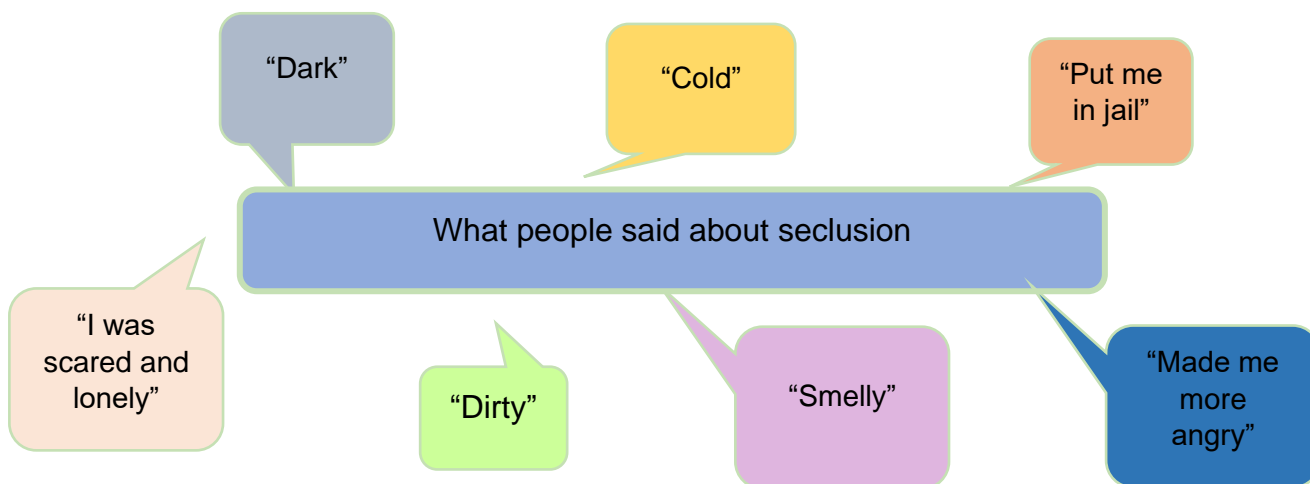 “Dark”
“Cold”
“Put me
in jail”
What people said about seclusion
“I was
scared and
lonely”
“Dirty”
“Smelly”
“Made me
more
angry”